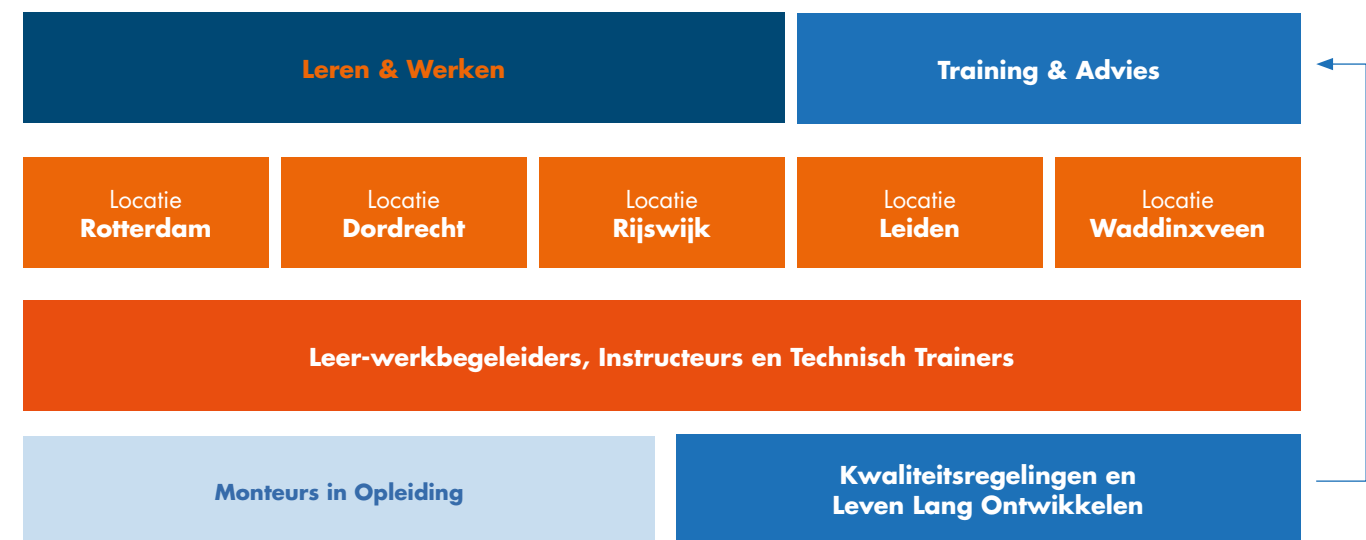 Leren & Werken
Training & Advies
Locatie
Rotterdam
Locatie
Dordrecht
Locatie
Rijswijk
Locatie
Leiden
Locatie
Waddinxveen
Leer-werkbegeleiders, Instructeurs en Technisch Trainers
Monteurs in Opleiding
Kwaliteitsregelingen en
Leven Lang Ontwikkelen